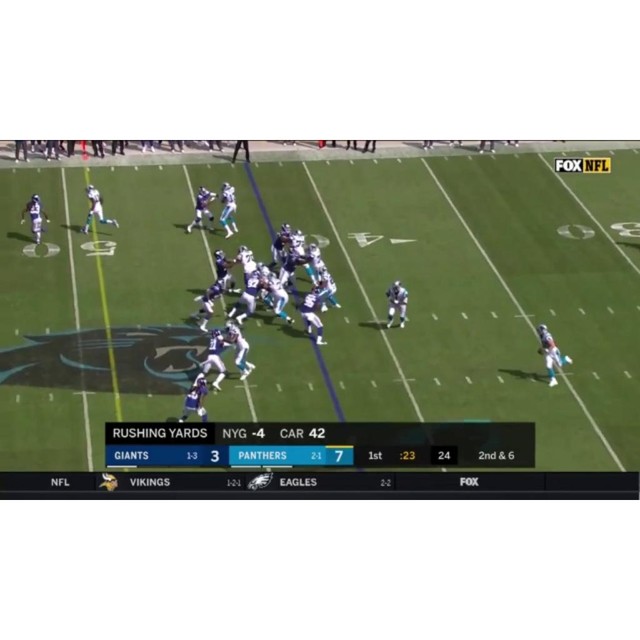 FOX NFL
4
RUSHING YARDS NYG -4 CAR 42
GIANTS 1-3 3 PANTHERS 2-1 7 1st :23 24 2nd & 6
NFL VIKINGS 1-2-1 EAGLES 2-2 FOX